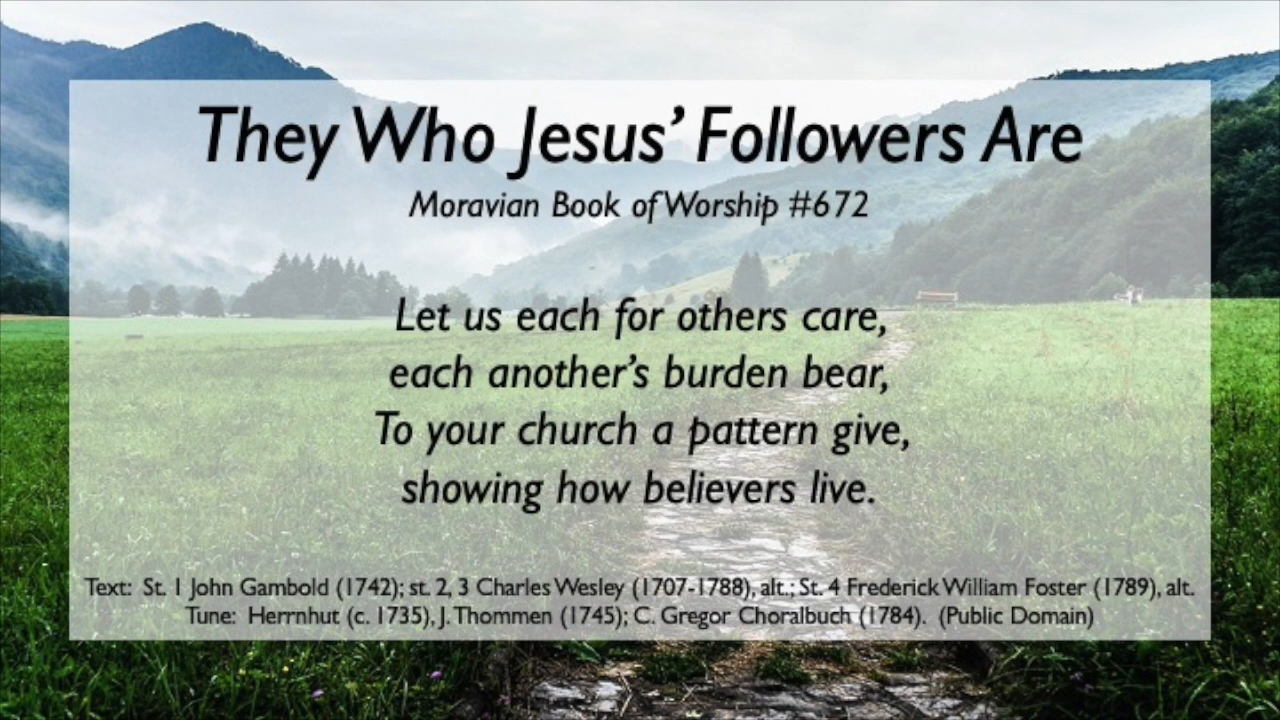 They Who Jesus’ Followers Are
Moravian Book of Worship #672
Let us each for others care,
each another’s burden bear,
To your church a pattern give,
showing how believers live.
Text: St. 1 John Gambold (1742); st. 2, 3 Charles Wesley (1707-1788), alt.; St. 4 Frederick William Foster (1789), alt.
Tune: Herrnhut (c. 1735), J. Thommen (1745); C. Gregor Choralbuch (1784). (Public Domain)